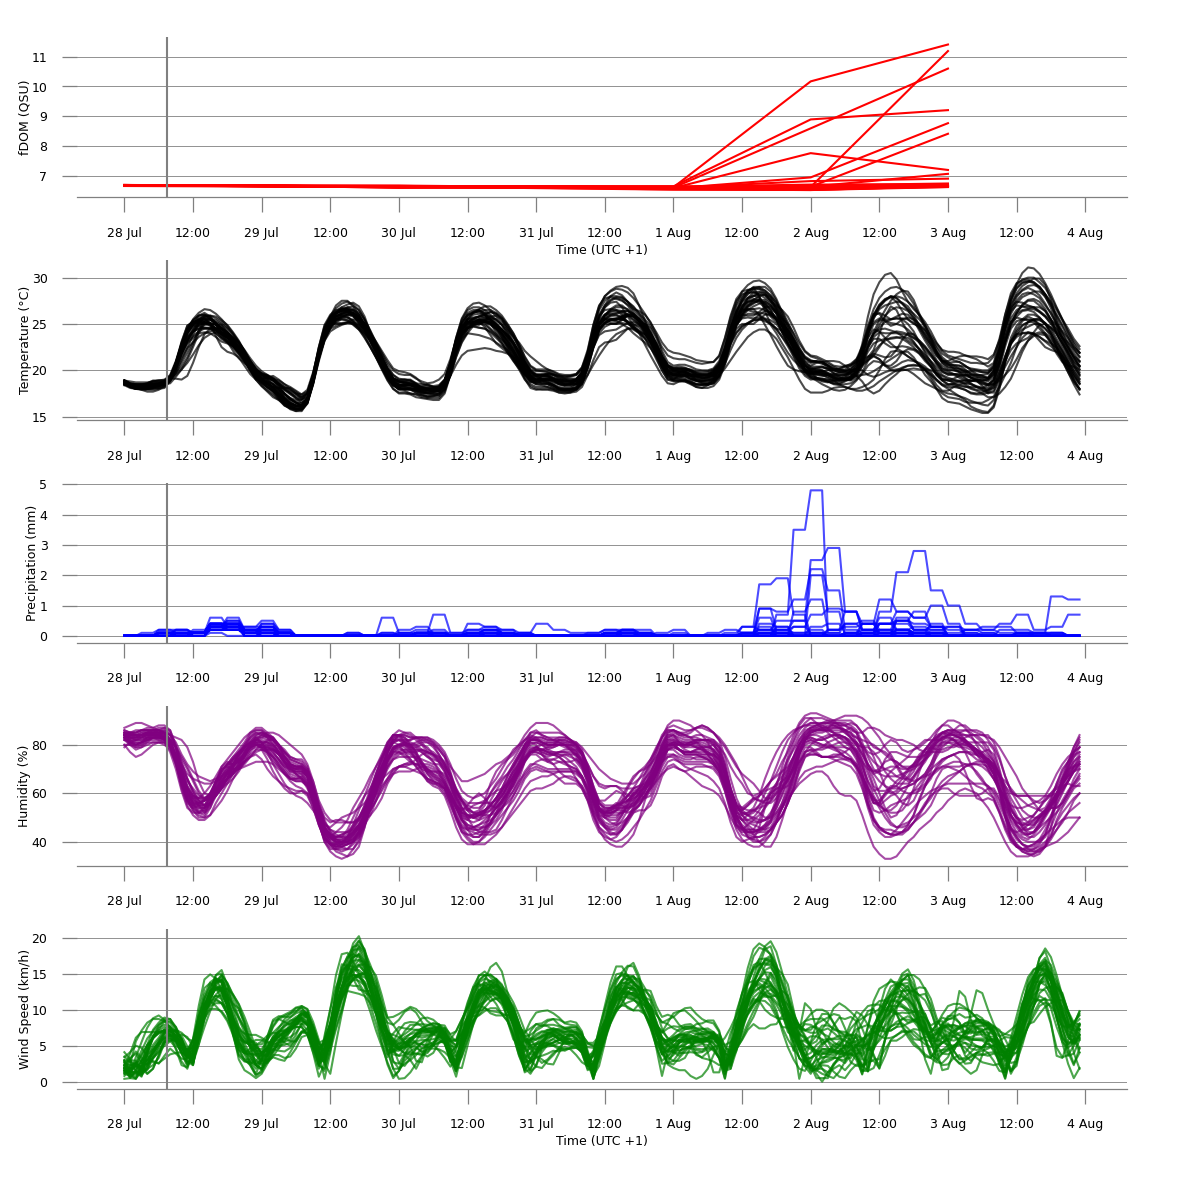 fDOM (QSU)
11
10
9
8
7
28 Jul 12:00 29 Jul 12:00 30 Jul 12:00 31 Jul 12:00 1 Aug 12:00 2 Aug 12:00 3 Aug 12:00 4 Aug
Time (UTC +1)
Temperature (°C)
30
25
20
15
28 Jul 12:00 29 Jul 12:00 30 Jul 12:00 31 Jul 12:00 1 Aug 12:00 2 Aug 12:00 3 Aug 12:00 4 Aug
Precipitation (mm)
5
4
3
2
1
0
28 Jul 12:00 29 Jul 12:00 30 Jul 12:00 31 Jul 12:00 1 Aug 12:00 2 Aug 12:00 3 Aug 12:00 4 Aug
Humidity (%)
80
60
40
28 Jul 12:00 29 Jul 12:00 30 Jul 12:00 31 Jul 12:00 1 Aug 12:00 2 Aug 12:00 3 Aug 12:00 4 Aug
Wind Speed (km/h)
20
15
10
5
0
28 Jul 12:00 29 Jul 12:00 30 Jul 12:00 31 Jul 12:00 1 Aug 12:00 2 Aug 12:00 3 Aug 12:00 4 Aug
Time (UTC +1)